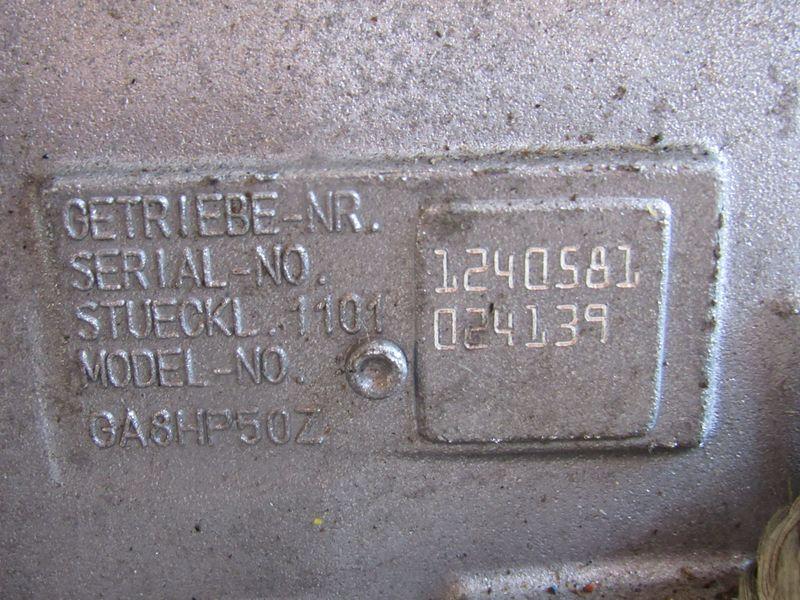 GETRIEBE-NR.
SERIAL-NO. 1240581
STUECKL.1101 024139
MODEL-NO.
GA8HP50Z